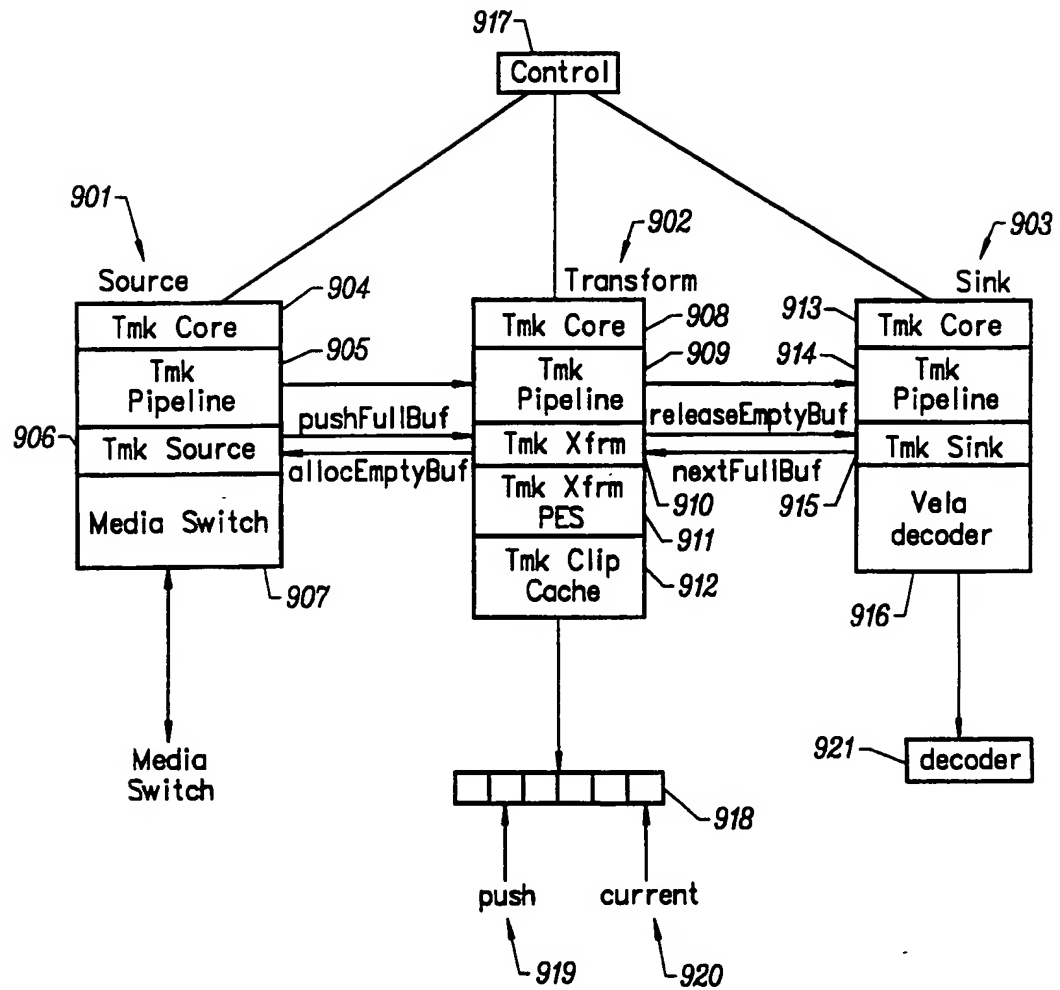 917
Control
901
902
903
Source
904
Transform
Sink
Tmk Core
Tmk Core
908
913
Tmk Core
905
909
914
Tmk
Pipeline
Tmk
Pipeline
Tmk
Pipeline
pushFullBuf
releaseEmptyBuf
906
Tmk Source
Tmk Xfrm
Tmk Sink
allocEmptyBuf
nextFullBuf
910
915
Media Switch
Tmk Xfrm
PES
911
Vela
decoder
907
Tmk Clip
Cache
912
916
Media
Switch
921
decoder
918
push
current
919
920